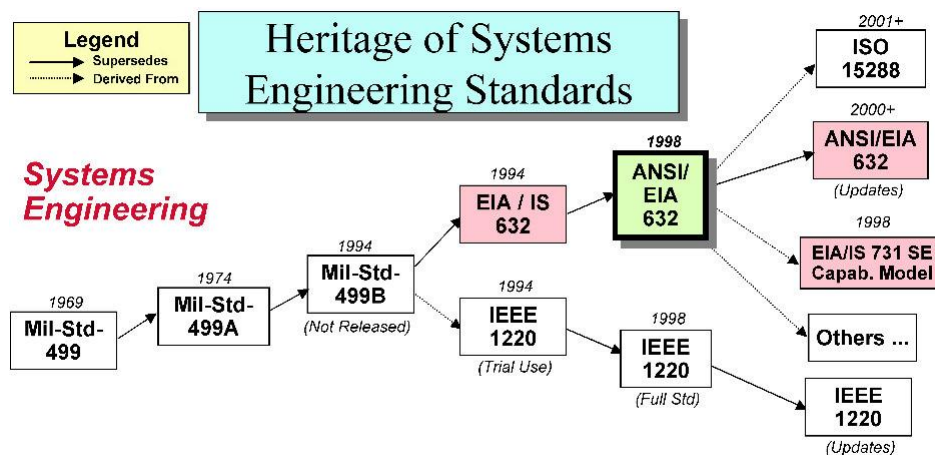 Legend
Supersedes
Derived From
Heritage of Systems
Engineering Standards
Systems
Engineering
1969
Mil-Std-
499
1974
Mil-Std-
499A
1994
Mil-Std-
499B
(Not Released)
1994
EIA / IS
632
1994
IEEE
1220
(Trial Use)
1998
ANSI/
EIA
632
1998
IEEE
1220
(Full Std)
2001+
ISO
15288
2000+
ANSI/EIA
632
(Updates)
1998
EIA/IS 731 SE
Capab. Model
Others ...
IEEE
1220
(Updates)